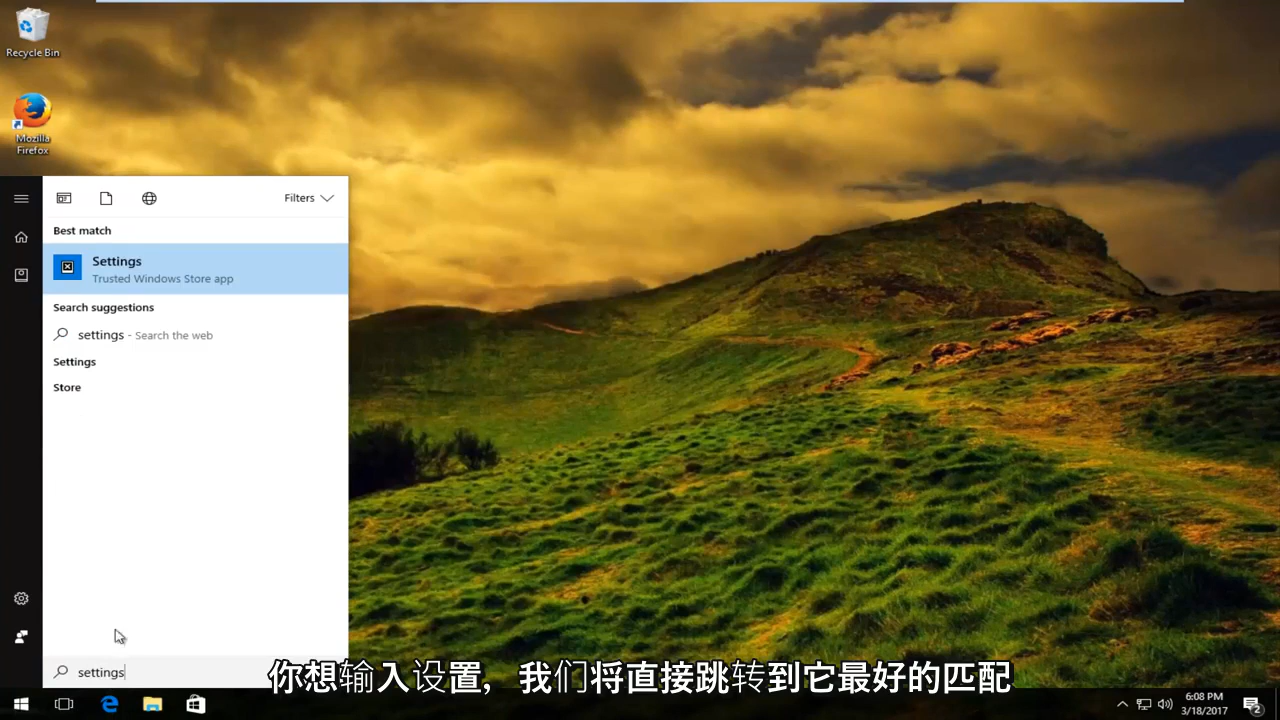 Recycle Bin
Mozilla
Firefox
Filters
Best match
Settings
Trusted Windows Store app
Search suggestions
settings - Search the web
Settings
Store
settings
你想输入设置，我们将直接跳转到它最好的匹配
6:08 PM
3/18/2017
2